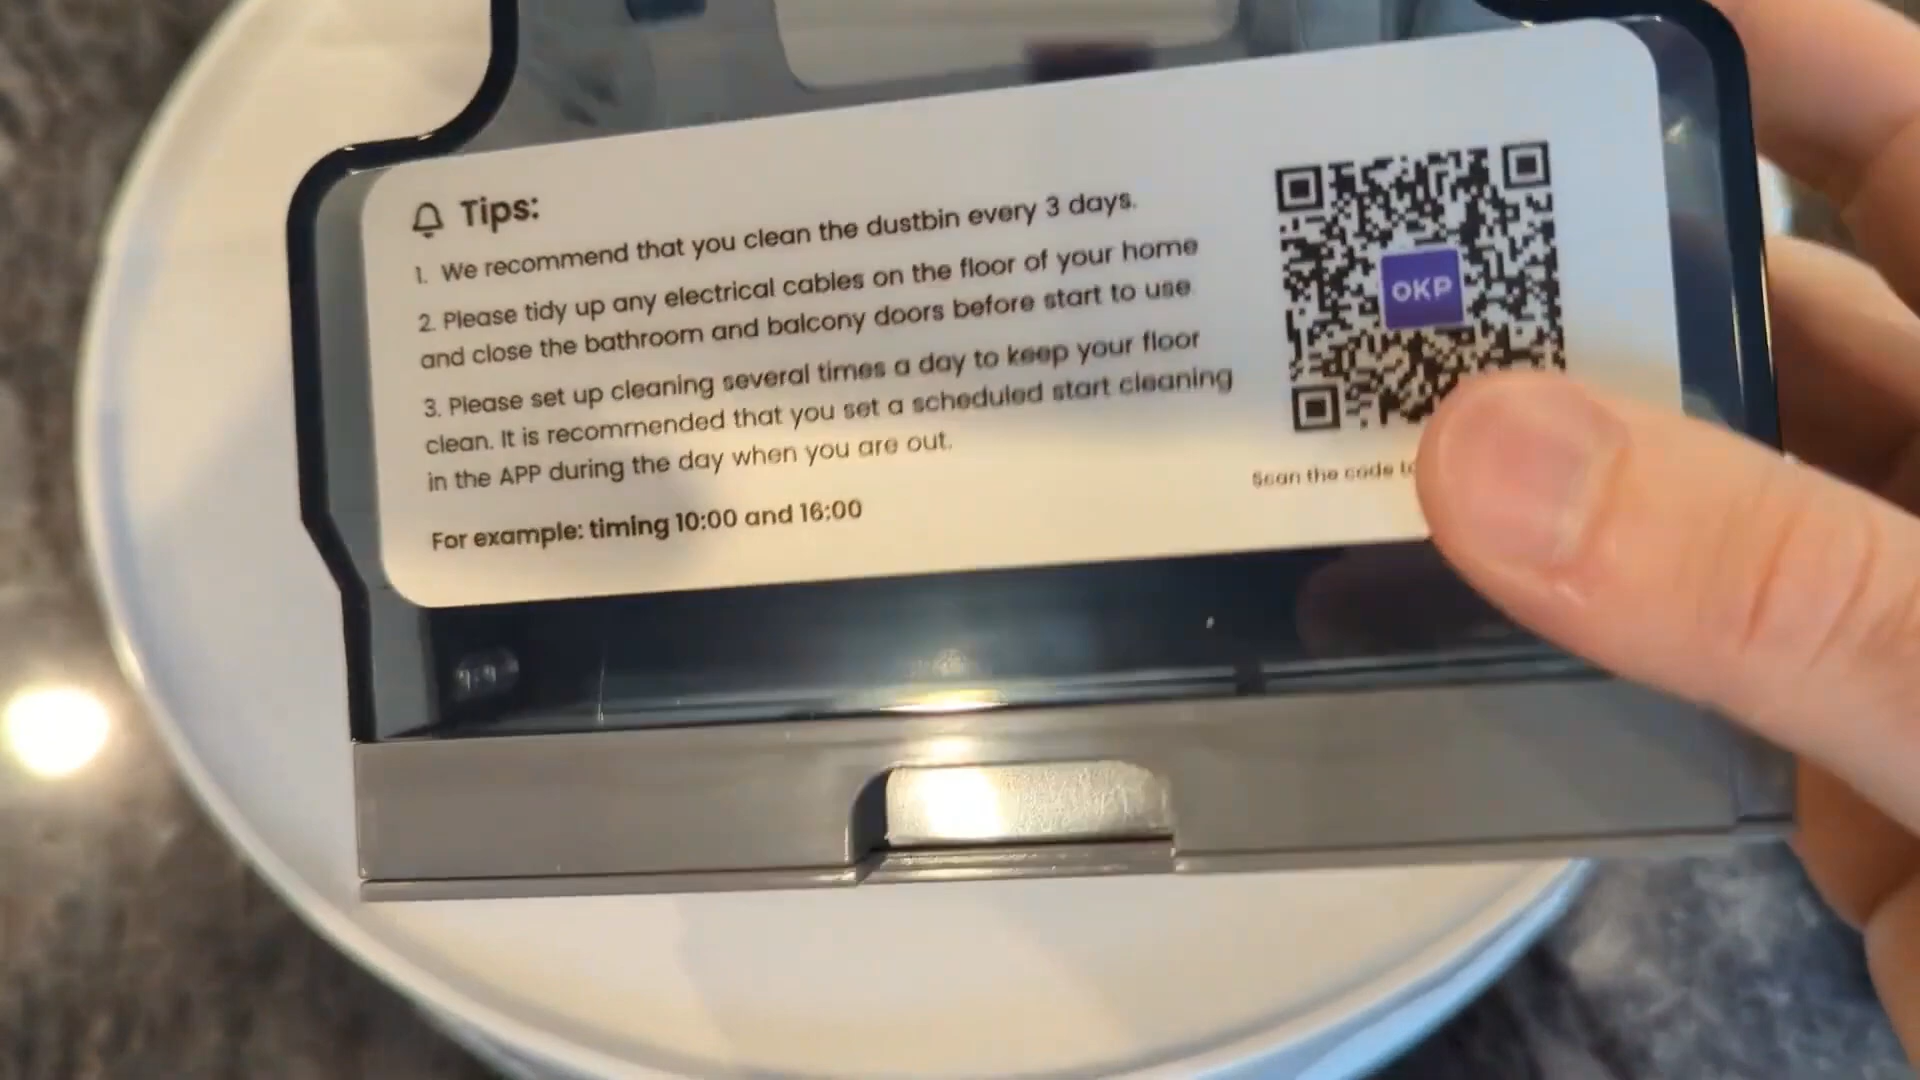 Tips:
1. We recommend that you clean the dustbin every 3 days.
2. Please tidy up any electrical cables on the floor of your home
and close the bathroom and balcony doors before start to use.
3. Please set up cleaning several times a day to keep your floor
clean. It is recommended that you set a scheduled start cleaning
in the APP during the day when you are out.
For example: timing 10:00 and 16:00
OKP
Scan the code to